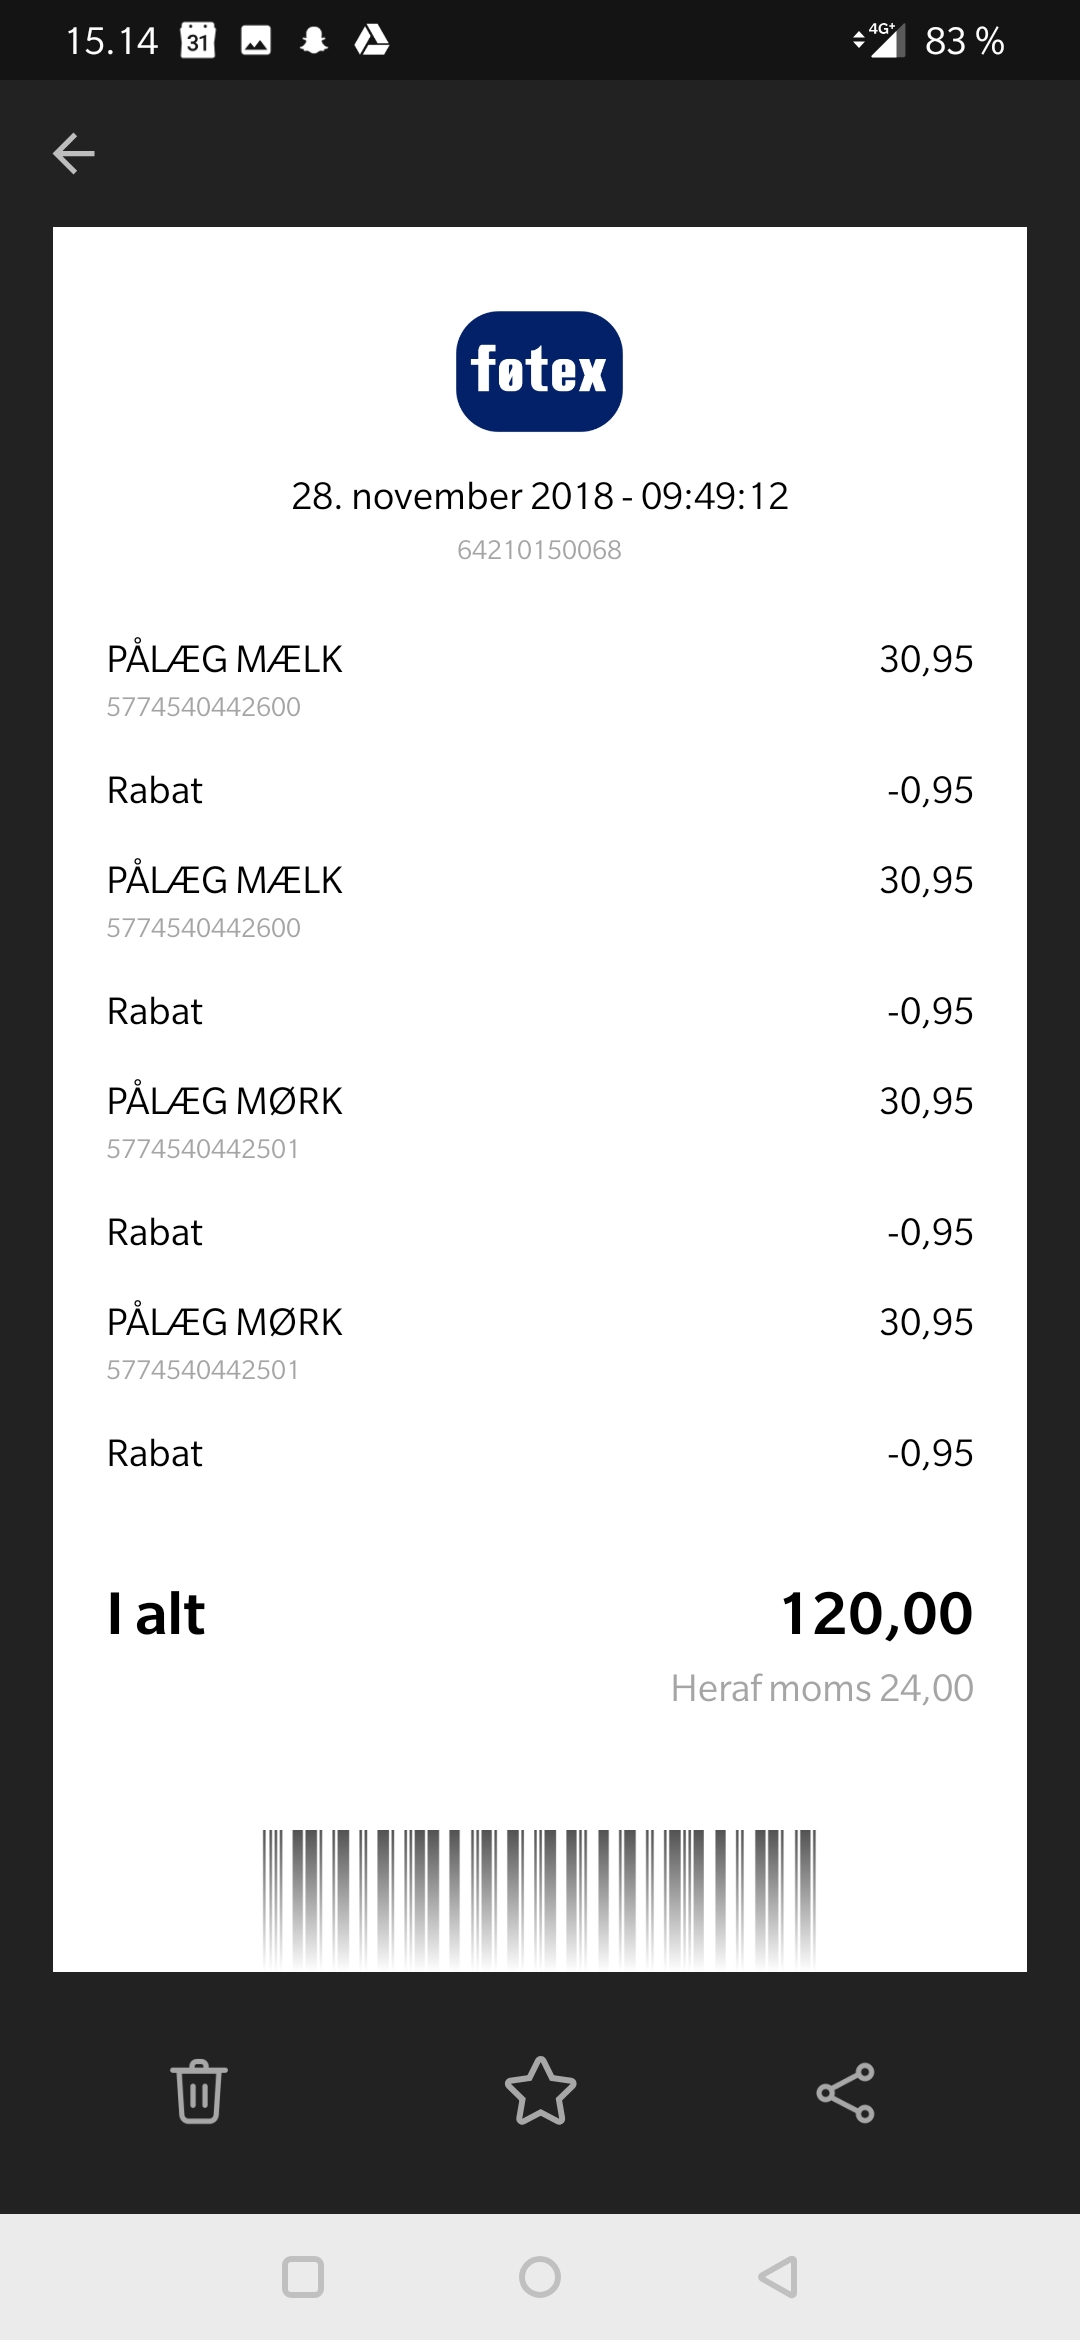 15.14 31 4G+ 83 %
føtex
28. november 2018 - 09:49:12
64210150068
PÅLÆG MÆLK 30,95
5774540442600
Rabat -0,95
PÅLÆG MÆLK 30,95
5774540442600
Rabat -0,95
PÅLÆG MØRK 30,95
5774540442501
Rabat -0,95
PÅLÆG MØRK 30,95
5774540442501
Rabat -0,95
I alt 120,00
Heraf moms 24,00